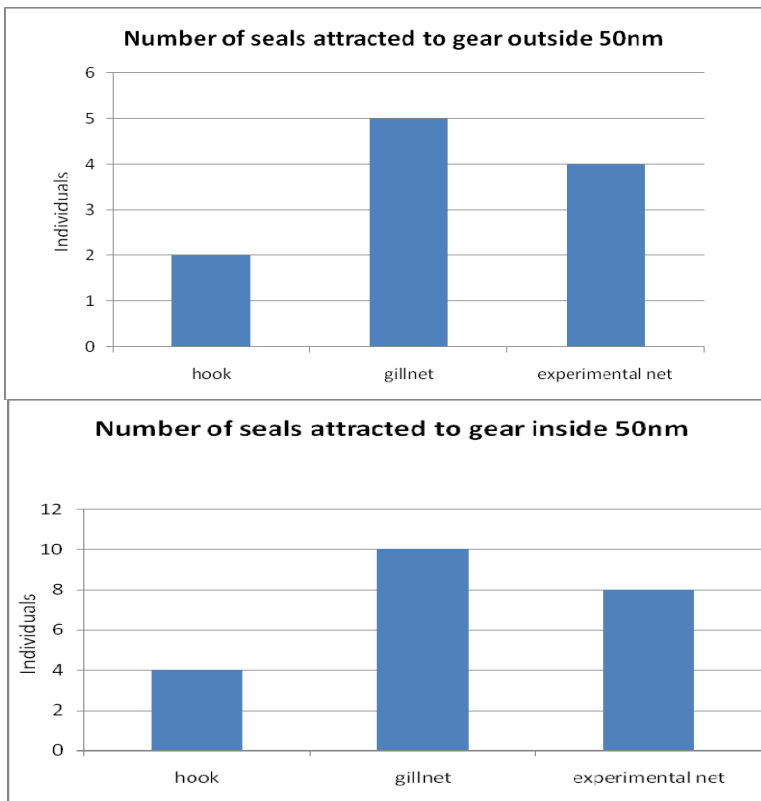 Number of seals attracted to gear outside 50nm
6
5
4
3
2
1
0
Individuals
hook gillnet experimental net
Number of seals attracted to gear inside 50nm
12
10
8
6
4
2
0
Individuals
hook gillnet experimental net